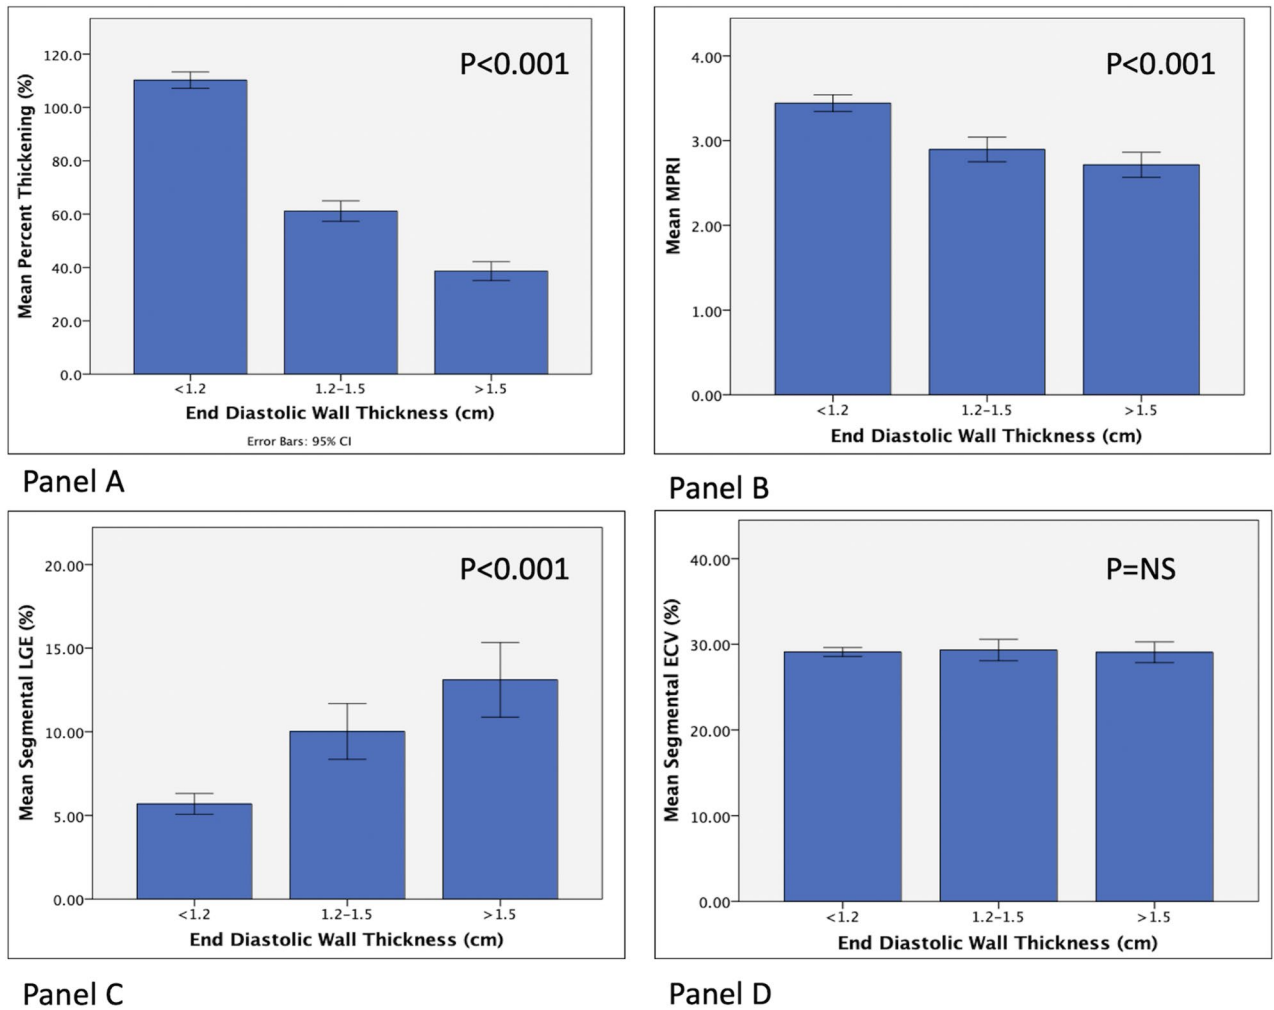 P<0.001
120.0
100.0
80.0
60.0
40.0
20.0
0.0
Mean Percent Thickening (%)
<1.2
1.2-1.5
>1.5
End Diastolic Wall Thickness (cm)
Error Bars: 95% CI
Panel A
P<0.001
4.00
3.00
2.00
1.00
0.00
Mean MPRI
<1.2
1.2-1.5
>1.5
End Diastolic Wall Thickness (cm)
Panel B
P<0.001
20.00
15.00
10.00
5.00
0.00
Mean Segmental LGE (%)
<1.2
1.2-1.5
>1.5
End Diastolic Wall Thickness (cm)
Panel C
P=NS
40.00
30.00
20.00
10.00
0.00
Mean Segmental ECV (%)
<1.2
1.2-1.5
>1.5
End Diastolic Wall Thickness (cm)
Panel D